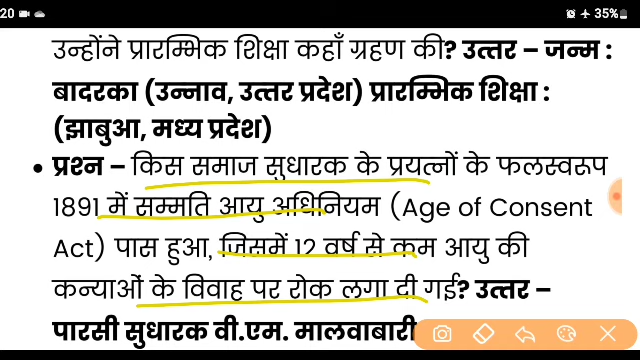 20
35%
उन्होंने प्रारम्भिक शिक्षा कहाँ ग्रहण की? उत्तर – जन्म :
बादरका (उन्नाव, उत्तर प्रदेश) प्रारम्भिक शिक्षा :
(झाबुआ, मध्य प्रदेश)
• प्रश्न – किस समाज सुधारक के प्रयत्नों के फलस्वरूप
1891 में सम्मति आयु अधिनियम (Age of Consent
Act) पास हुआ, जिसमें 12 वर्ष से कम आयु की
कन्याओं के विवाह पर रोक लगा दी गई? उत्तर –
पारसी सुधारक वी.एम. मालवाबारी